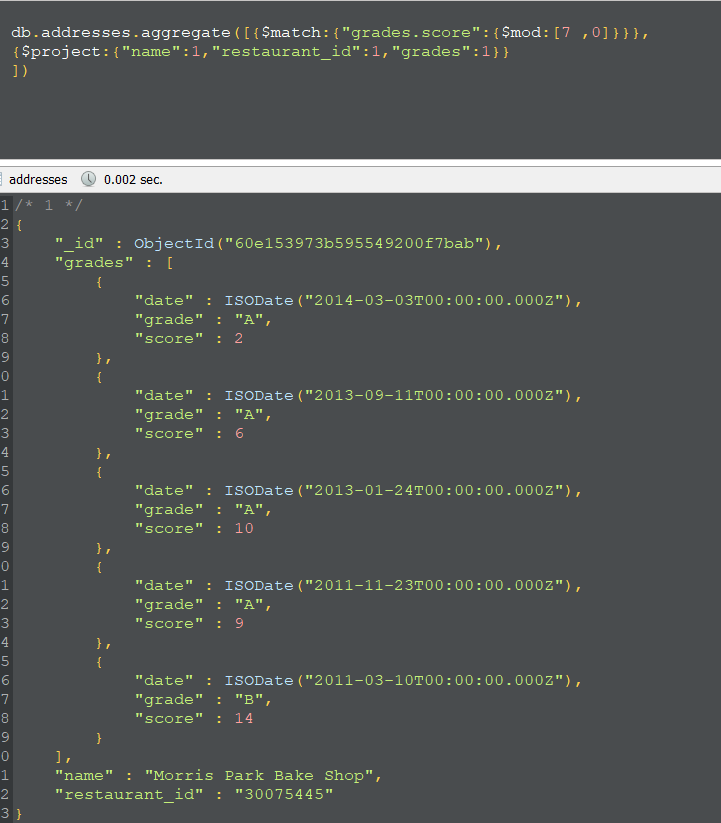 db.addresses.aggregate([{$match:{"grades.score":{$mod:[7 ,0]}}},
{$project:{"name":1,"restaurant_id":1,"grades":1}}
])
addresses 0.002 sec.
1 /* 1 */
2 {
3 "_id" : ObjectId("60e153973b595549200f7bab"),
4 "grades" : [
5 {
6 "date" : ISODate("2014-03-03T00:00:00.000Z"),
7 "grade" : "A",
8 "score" : 2
9 },
0 {
1 "date" : ISODate("2013-09-11T00:00:00.000Z"),
2 "grade" : "A",
3 "score" : 6
4 },
5 {
6 "date" : ISODate("2013-01-24T00:00:00.000Z"),
7 "grade" : "A",
8 "score" : 10
9 },
0 {
1 "date" : ISODate("2011-11-23T00:00:00.000Z"),
2 "grade" : "A",
3 "score" : 9
4 },
5 {
6 "date" : ISODate("2011-03-10T00:00:00.000Z"),
7 "grade" : "B",
8 "score" : 14
9 }
0 ],
1 "name" : "Morris Park Bake Shop",
2 "restaurant_id" : "30075445"
3 }